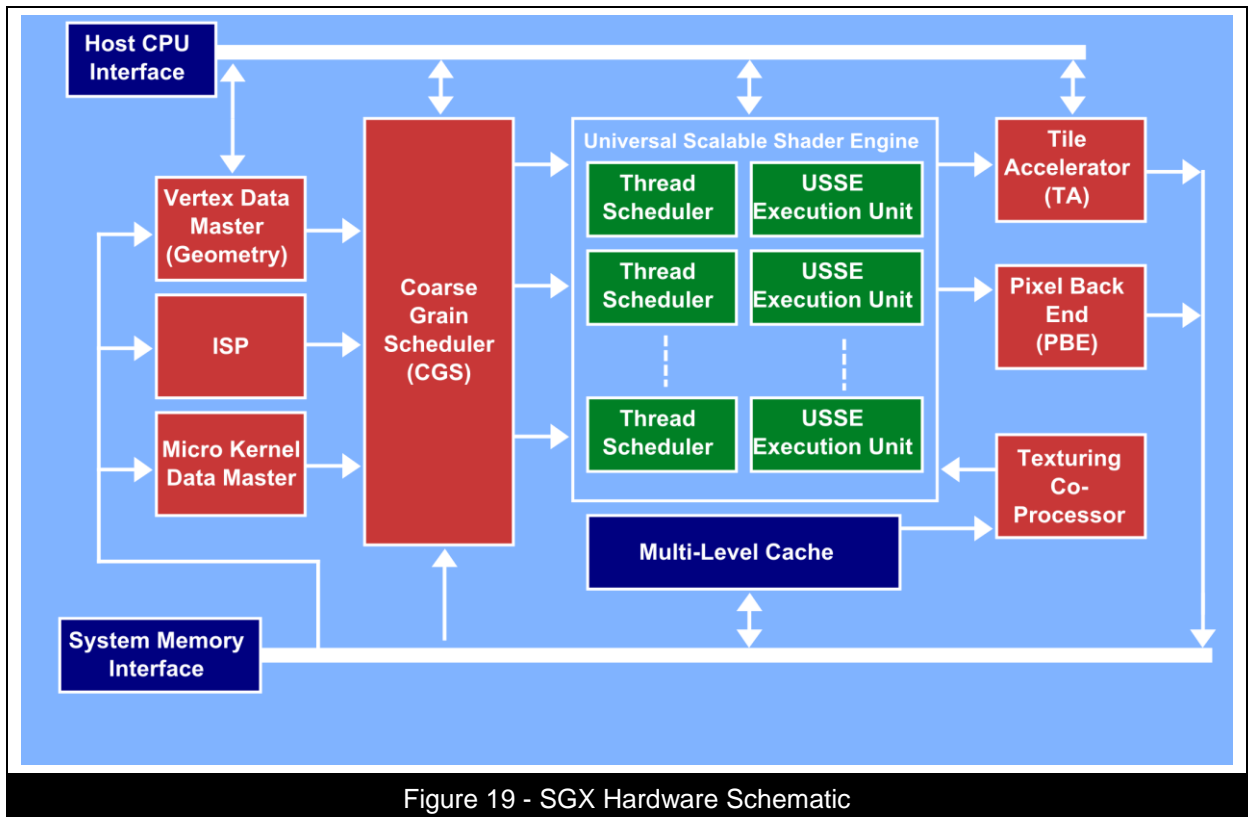 Host CPU
Interface
Vertex Data
Master
(Geometry)
ISP
Micro Kernel
Data Master
Coarse
Grain
Scheduler
(CGS)
Universal Scalable Shader Engine
Thread
Scheduler
USSE
Execution Unit
Thread
Scheduler
USSE
Execution Unit
Thread
Scheduler
USSE
Execution Unit
Tile
Accelerator
(TA)
Pixel Back
End
(PBE)
Texturing
Co-
Processor
Multi-Level Cache
System Memory
Interface
Figure 19 - SGX Hardware Schematic